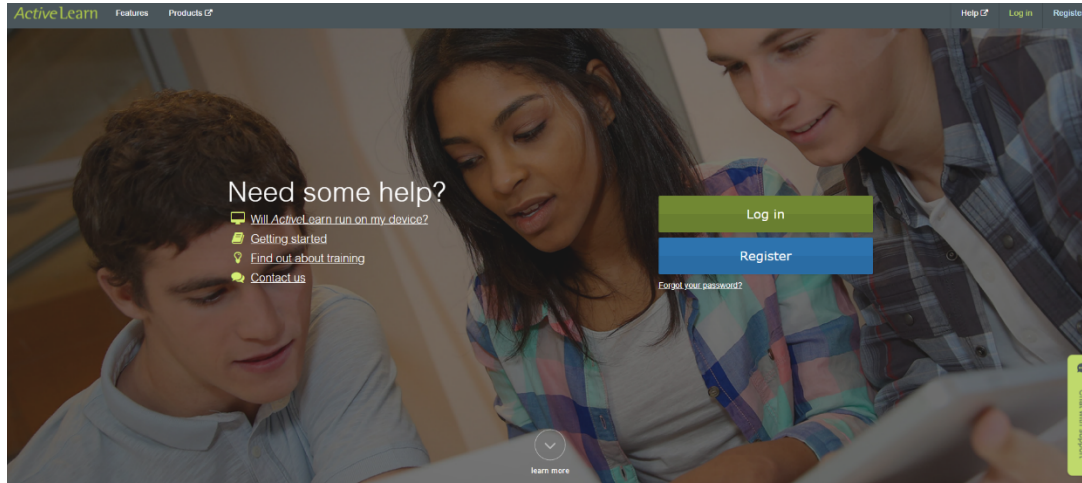 ActiveLearn Features Products Help Log in Register
Need some help?
Will ActiveLearn run on my device?
Getting started
Find out about training
Contact us
Log in
Register
Forgot your password?
learn more